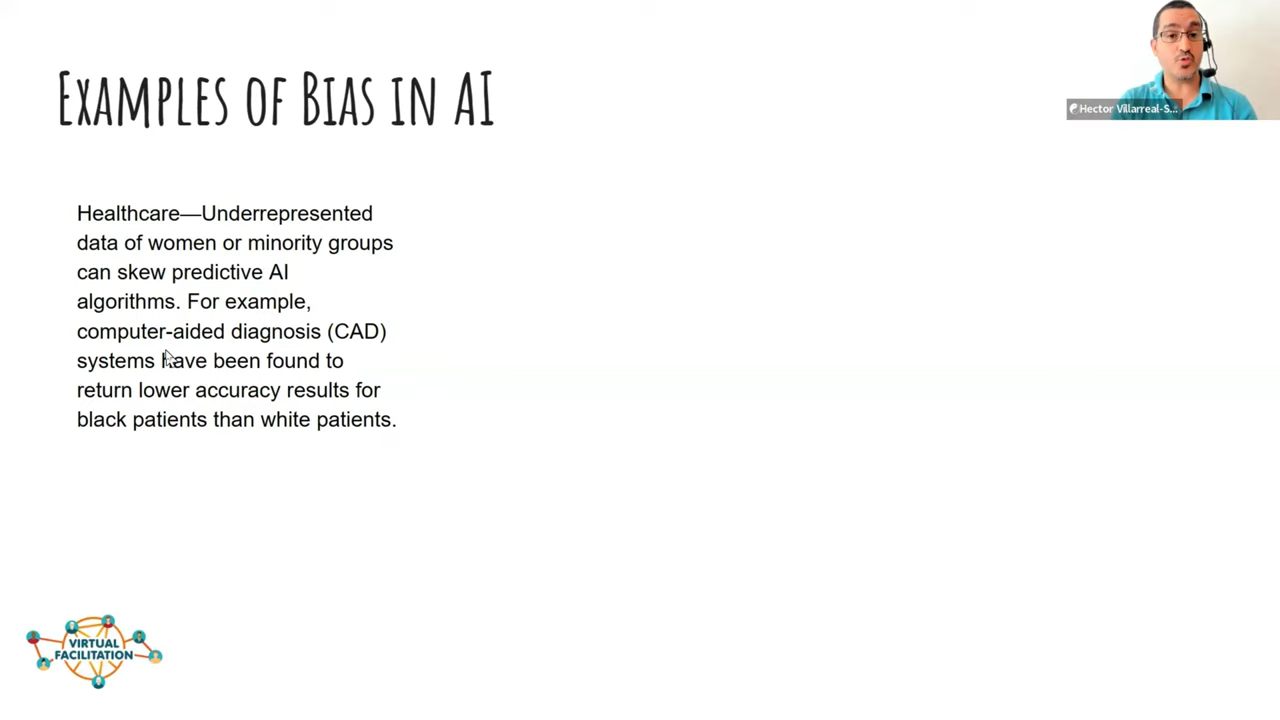 Examples of Bias in AI
Hector Villarreal-S...
Healthcare—Underrepresented
data of women or minority groups
can skew predictive AI
algorithms. For example,
computer-aided diagnosis (CAD)
systems have been found to
return lower accuracy results for
black patients than white patients.
VIRTUAL
FACILITATION